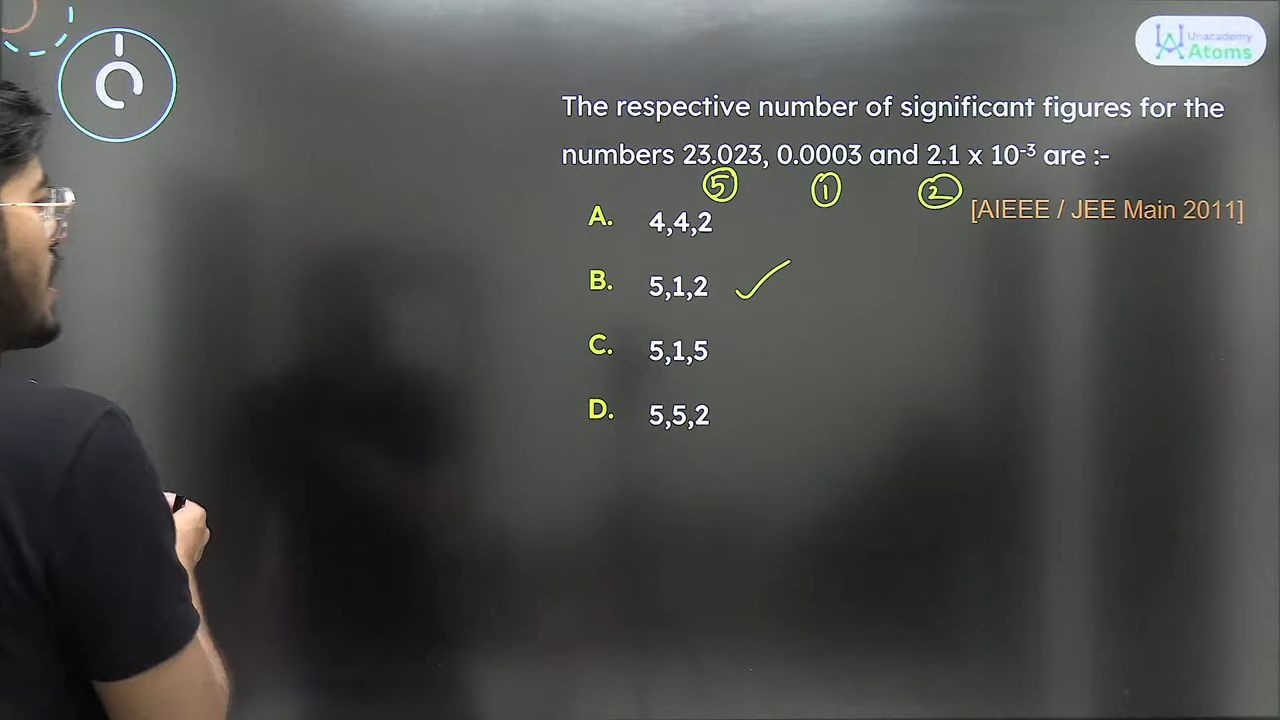 Unacademy
Atoms
The respective number of significant figures for the
numbers 23.023, 0.0003 and 2.1 x 10⁻³ are :-
5 1 2
[AIEEE / JEE Main 2011]
A. 4,4,2
B. 5,1,2 ✓
C. 5,1,5
D. 5,5,2